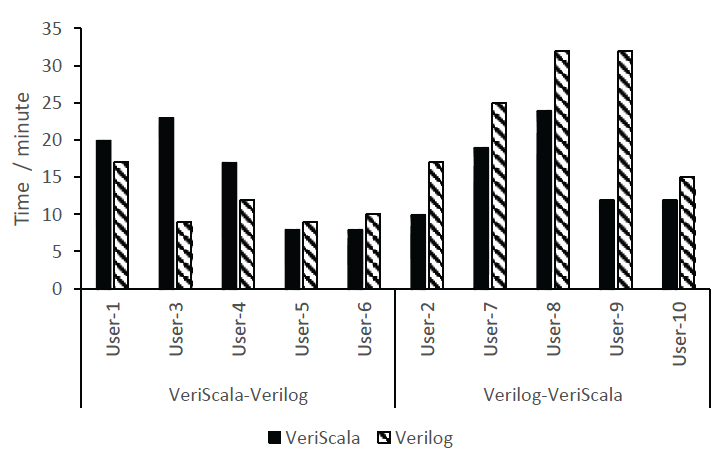 35
30
25
20
15
10
5
0
Time / minute
User-1
User-3
User-4
User-5
User-6
User-2
User-7
User-8
User-9
User-10
VeriScala-Verilog
Verilog-VeriScala
VeriScala
Verilog